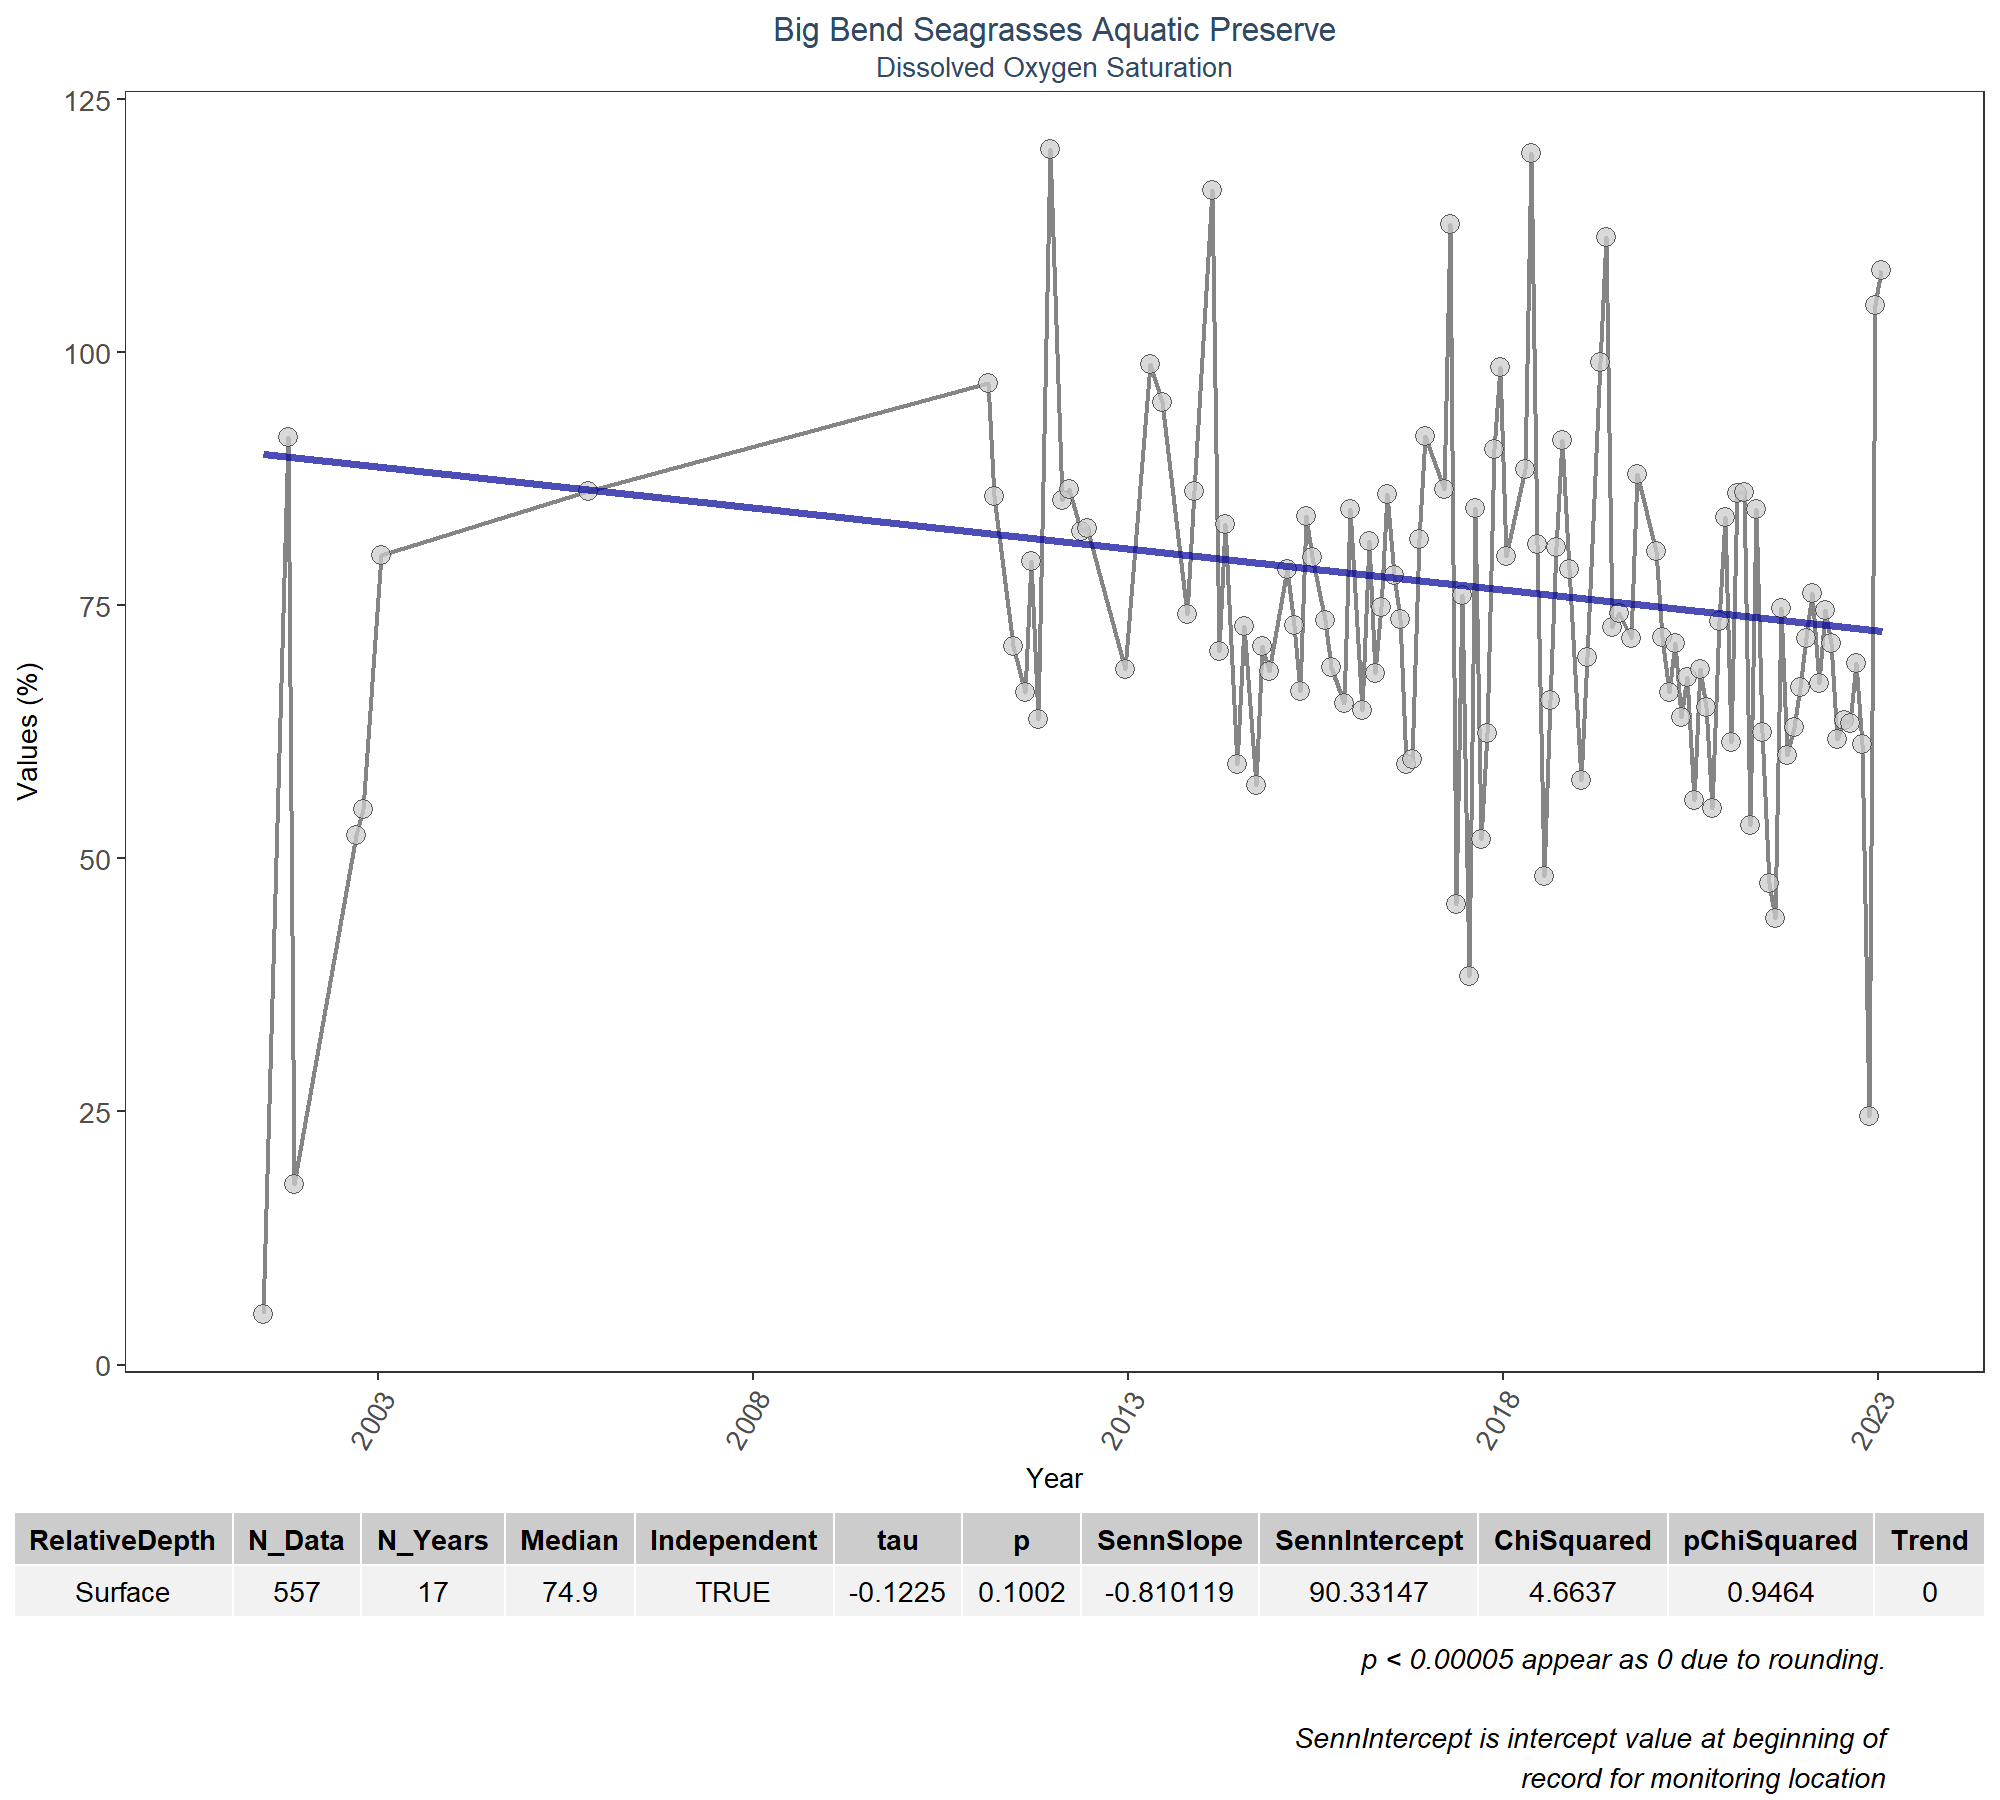 Big Bend Seagrasses Aquatic Preserve
Dissolved Oxygen Saturation
125
100
75
50
25
0
Values (%)
2003
2008
2013
2018
2023
Year
RelativeDepth N_Data N_Years Median Independent tau p SennSlope SennIntercept ChiSquared pChiSquared Trend
Surface 557 17 74.9 TRUE -0.1225 0.1002 -0.810119 90.33147 4.6637 0.9464 0
p < 0.00005 appear as 0 due to rounding.
SennIntercept is intercept value at beginning of
record for monitoring location